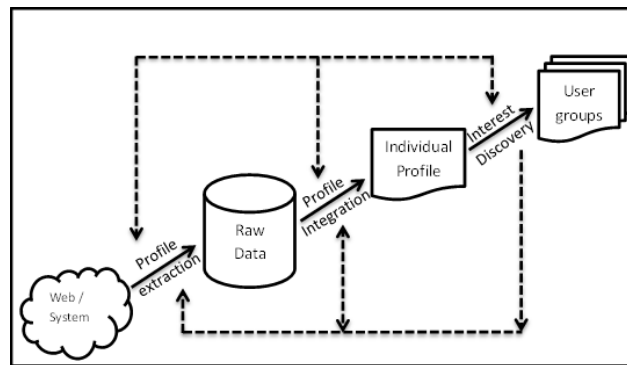 User
groups
Interest
Discovery
Individual
Profile
Profile
Integration
Raw
Data
Profile
extraction
Web /
System